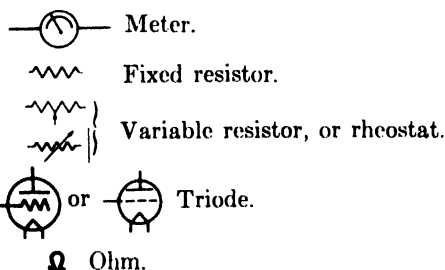 Meter.
Fixed resistor.
Variable resistor, or rheostat.
or Triode.
Ω Ohm.